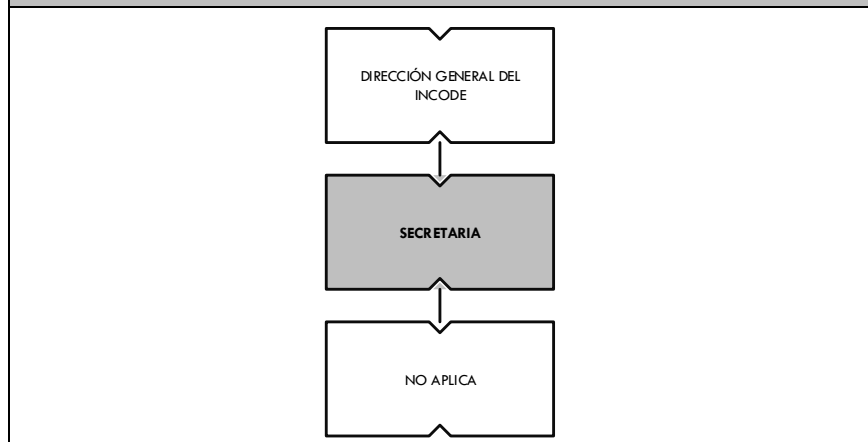 DIRECCIÓN GENERAL DEL
INCODE
SECRETARIA
NO APLICA